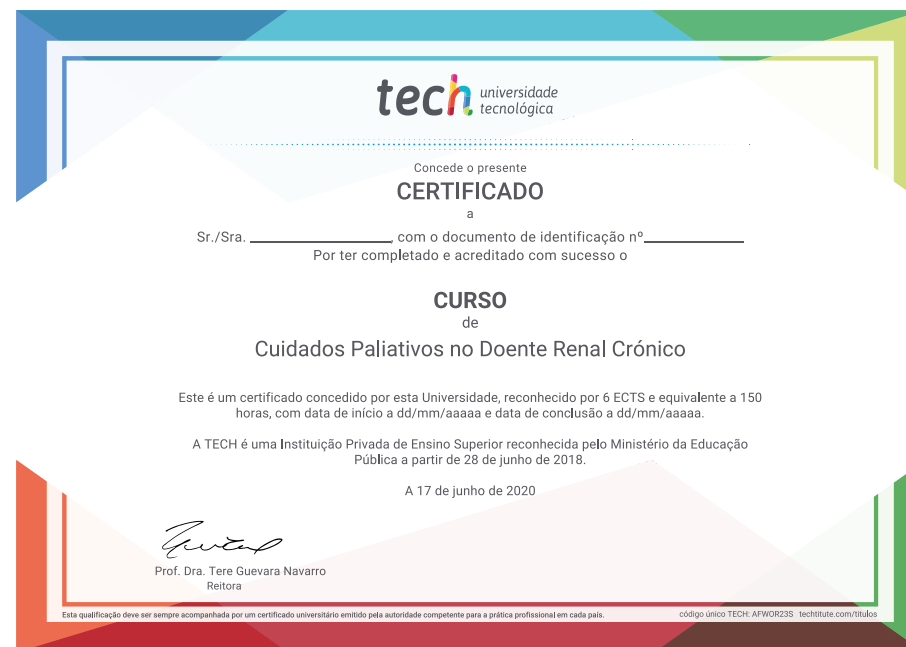 tech universidade
tecnológica
Concede o presente
CERTIFICADO
a
Sr./Sra. ____________________, com o documento de identificação nº______________
Por ter completado e acreditado com sucesso o
CURSO
de
Cuidados Paliativos no Doente Renal Crónico
Este é um certificado concedido por esta Universidade, reconhecido por 6 ECTS e equivalente a 150
horas, com data de início a dd/mm/aaaaa e data de conclusão a dd/mm/aaaaa.
A TECH é uma Instituição Privada de Ensino Superior reconhecida pelo Ministério da Educação
Pública a partir de 28 de junho de 2018.
A 17 de junho de 2020
Prof. Dra. Tere Guevara Navarro
Reitora
Esta qualificação deve ser sempre acompanhada por um certificado universitário emitido pela autoridade competente para a prática profissional em cada país.
código único TECH: AFWOR23S techtitute.com/titulos